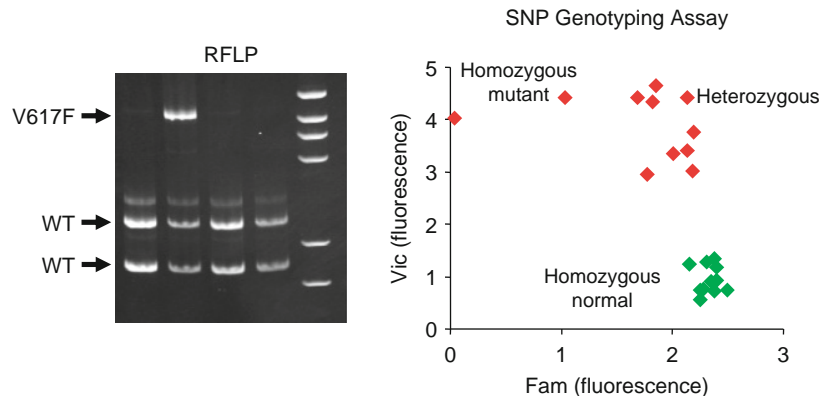 RFLP
V617F
WT
WT
SNP Genotyping Assay
Vic (fluorescence)
5
4
3
2
1
0
Homozygous
mutant
Heterozygous
Homozygous
normal
0 1 2 3
Fam (fluorescence)